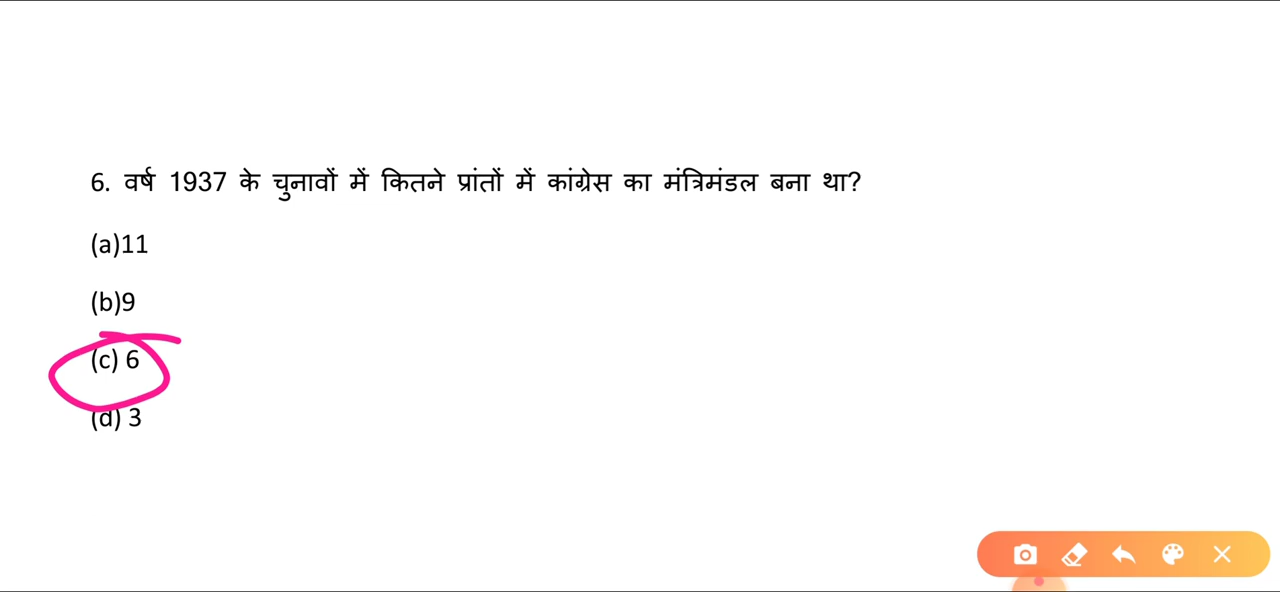 6. वर्ष 1937 के चुनावों में कितने प्रांतों में कांग्रेस का मंत्रिमंडल बना था?
(a)11
(b)9
(c) 6
(d) 3